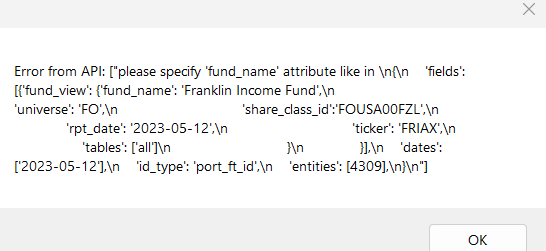 Error from API: ["please specify 'fund_name' attribute like in \n{\n    'fields':
[{'fund_view': {'fund_name': 'Franklin Income Fund',\n
'universe': 'FO',\n                    'share_class_id':'FOUSA00FZL',\n
'rpt_date': '2023-05-12',\n                    'ticker': 'FRIAX',\n
'tables': ['all']\n                    }\n            }],\n    'dates':
['2023-05-12'],\n    'id_type': 'port_ft_id',\n    'entities': [4309],\n}\n"]
OK